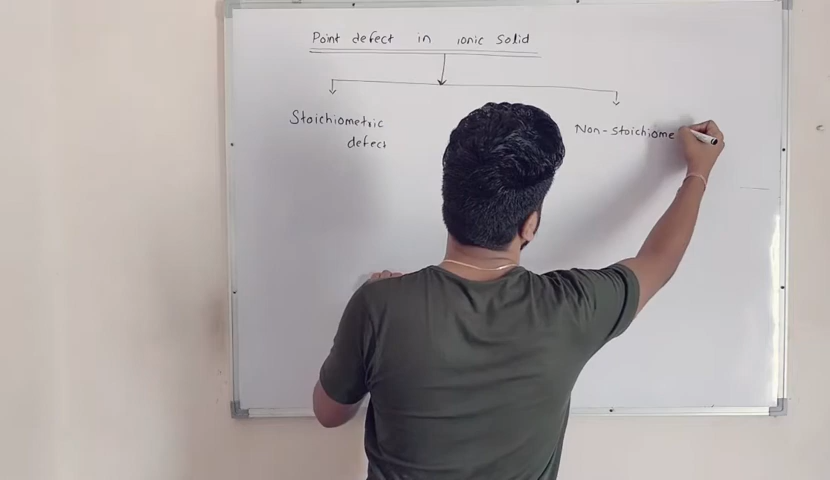 Point defect in ionic solid
Stoichiometric
defect
Non-Stoichiome